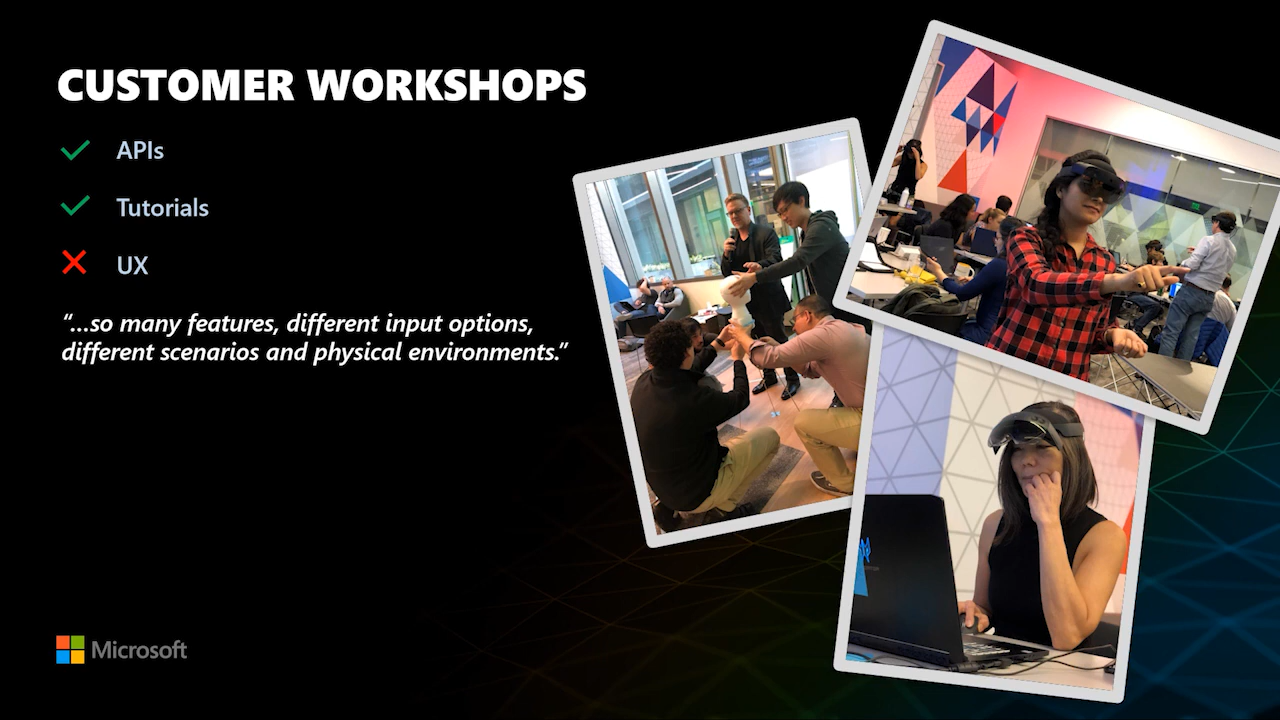 CUSTOMER WORKSHOPS
APIs
Tutorials
UX
“...so many features, different input options,
different scenarios and physical environments.”
Microsoft